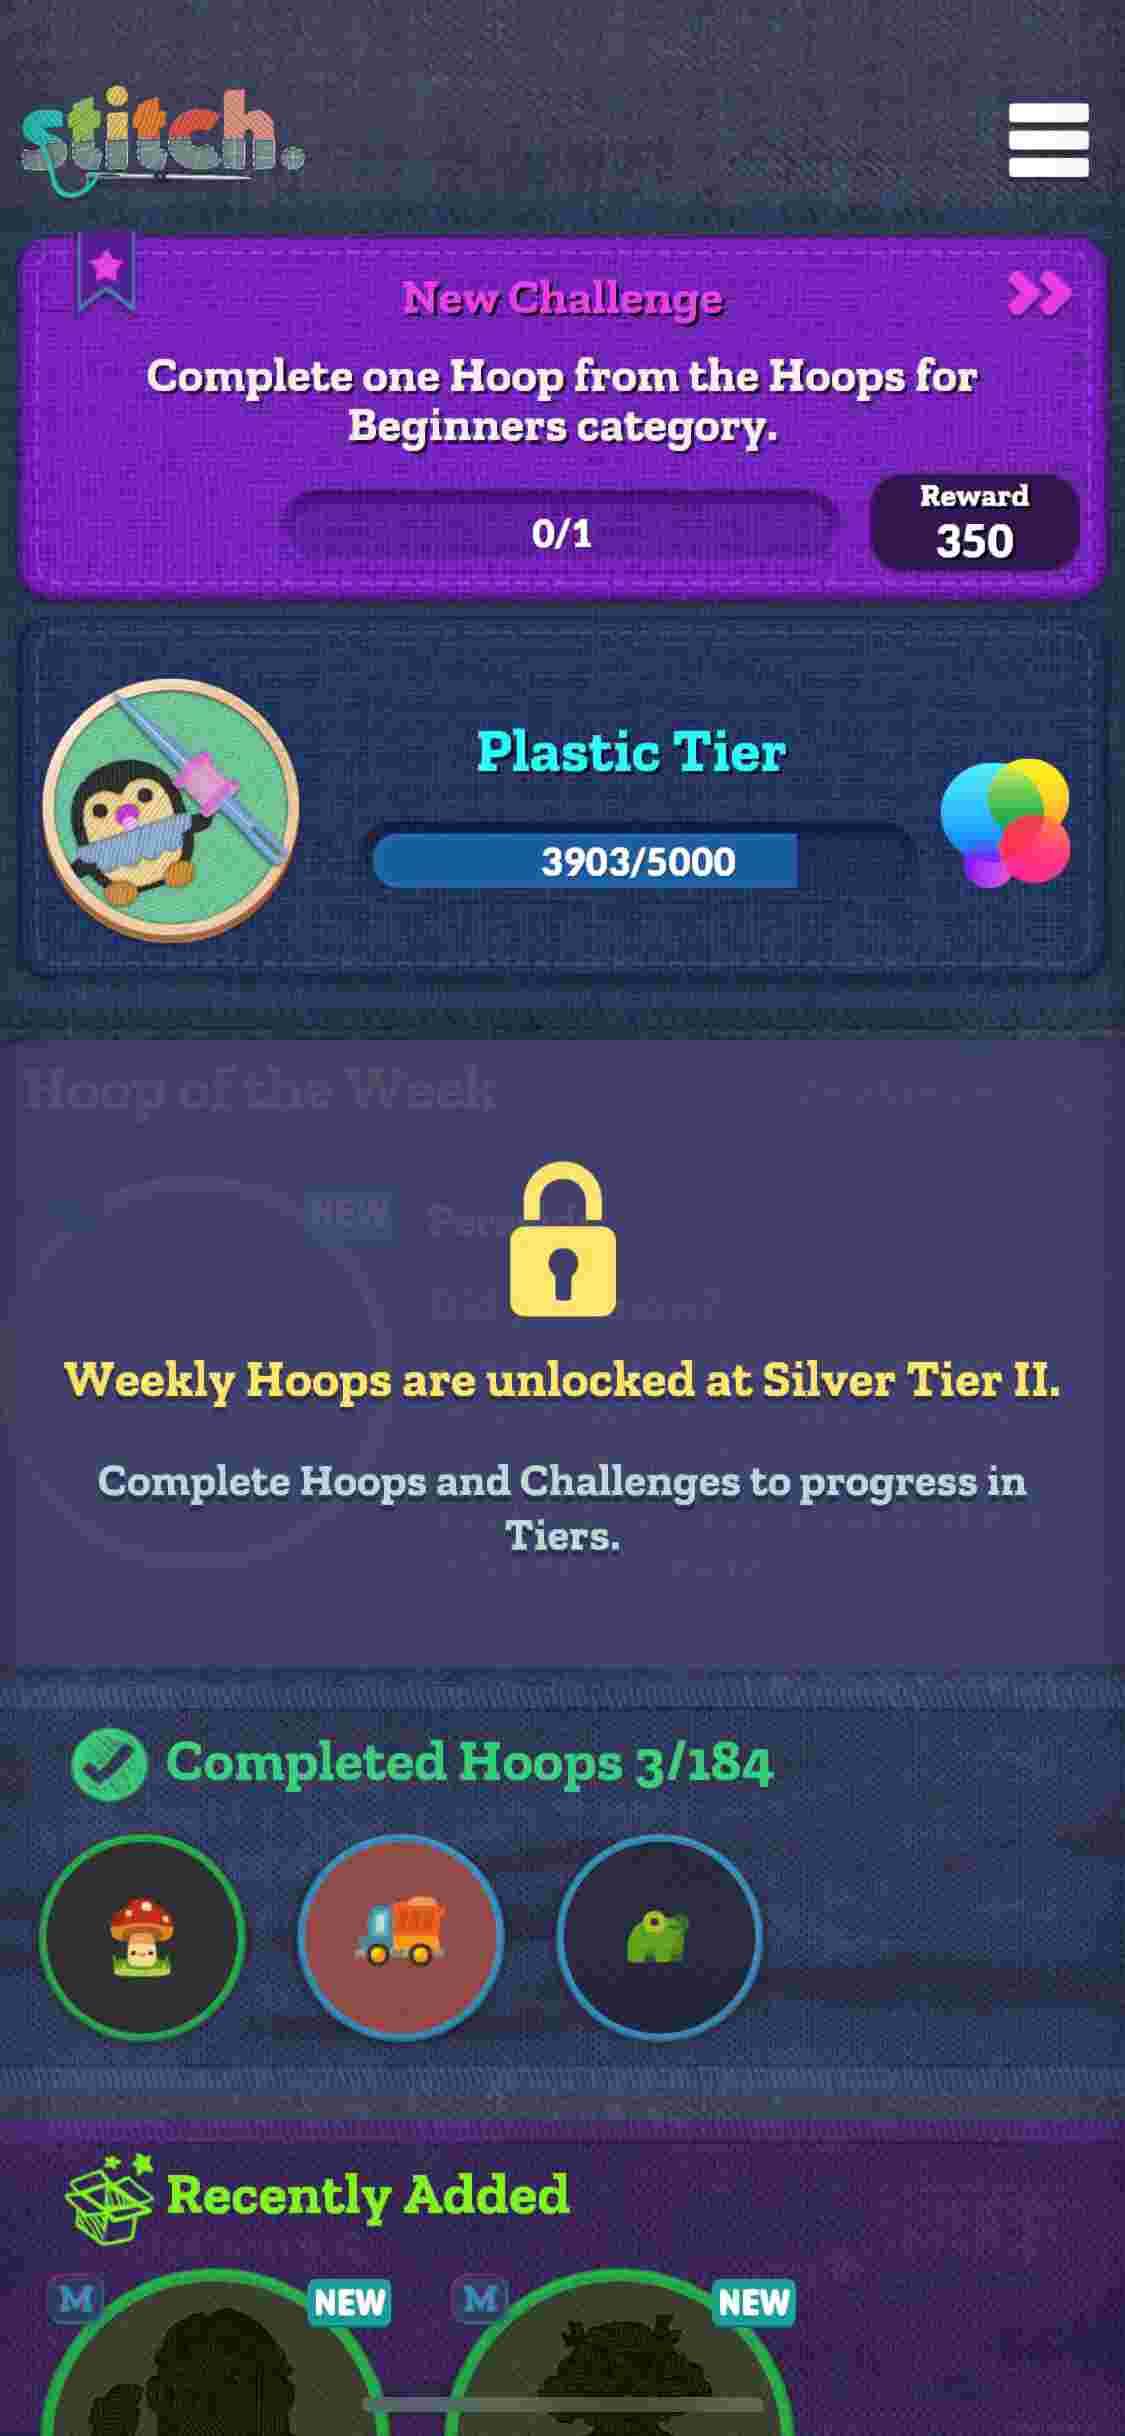 stitch.
New Challenge
Complete one Hoop from the Hoops for
Beginners category.
0/1
Reward
350
Plastic Tier
3903/5000
Hoop of the Week
NEW
Weekly Hoops are unlocked at Silver Tier II.
Complete Hoops and Challenges to progress in
Tiers.
Completed Hoops 3/184
Recently Added
M
NEW
M
NEW